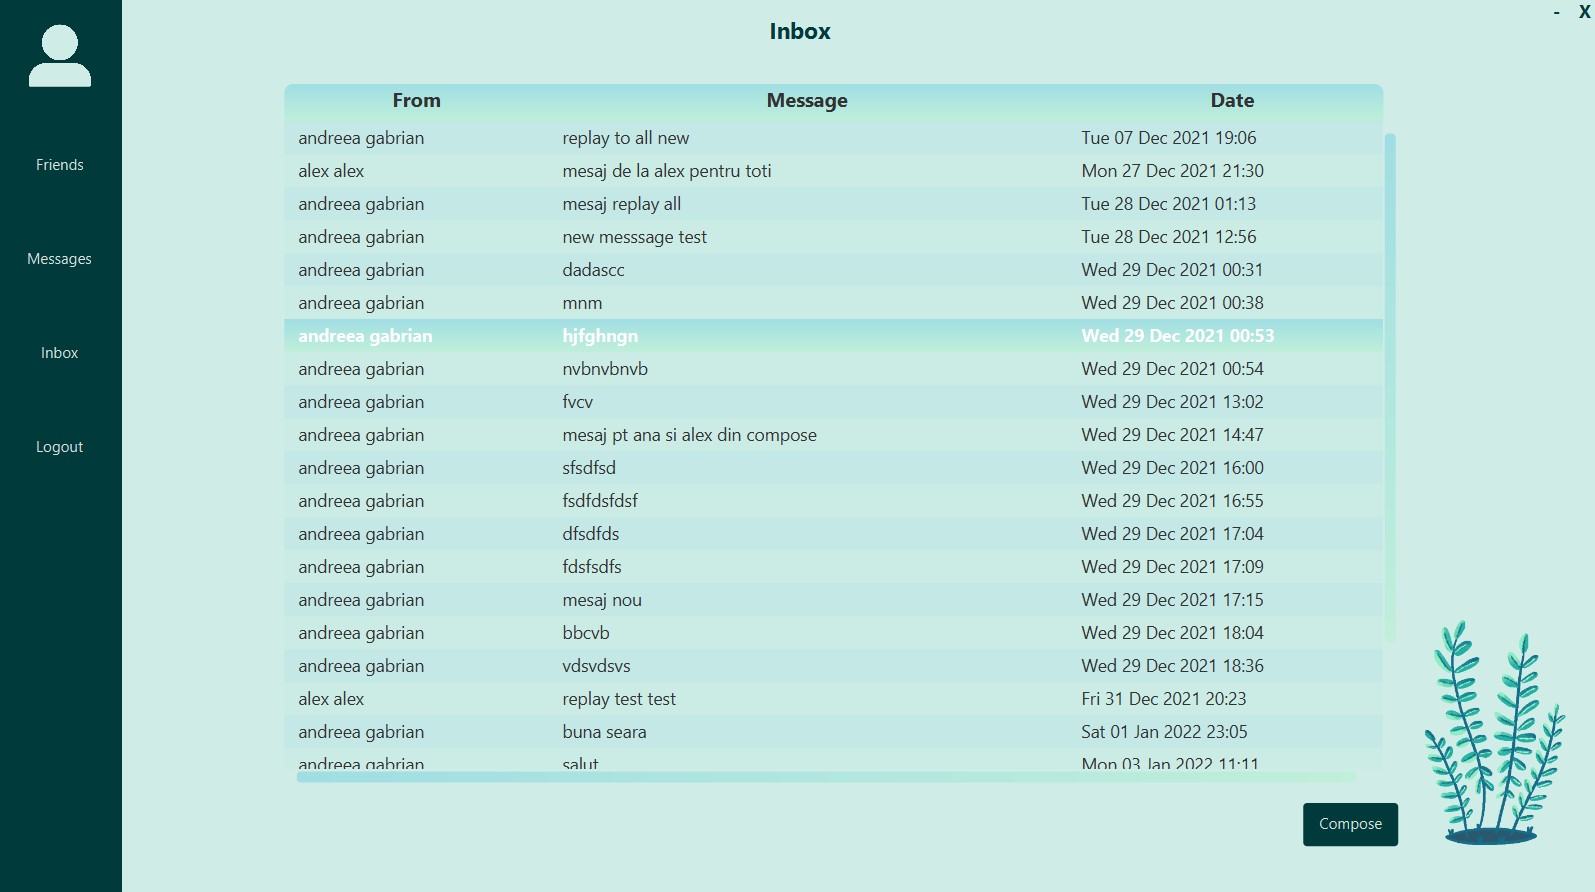 - X
Inbox
Friends
Messages
Inbox
Logout
From Message Date
andreea gabrian replay to all new Tue 07 Dec 2021 19:06
alex alex mesaj de la alex pentru toti Mon 27 Dec 2021 21:30
andreea gabrian mesaj replay all Tue 28 Dec 2021 01:13
andreea gabrian new messsage test Tue 28 Dec 2021 12:56
andreea gabrian dadascc Wed 29 Dec 2021 00:31
andreea gabrian mnm Wed 29 Dec 2021 00:38
andreea gabrian hjfghngn Wed 29 Dec 2021 00:53
andreea gabrian nvbnvbnvb Wed 29 Dec 2021 00:54
andreea gabrian fvcv Wed 29 Dec 2021 13:02
andreea gabrian mesaj pt ana si alex din compose Wed 29 Dec 2021 14:47
andreea gabrian sfsdfsd Wed 29 Dec 2021 16:00
andreea gabrian fsdfdsfdsf Wed 29 Dec 2021 16:55
andreea gabrian dfsdfds Wed 29 Dec 2021 17:04
andreea gabrian fdsfsdfs Wed 29 Dec 2021 17:09
andreea gabrian mesaj nou Wed 29 Dec 2021 17:15
andreea gabrian bbcvb Wed 29 Dec 2021 18:04
andreea gabrian vdsvdsvs Wed 29 Dec 2021 18:36
alex alex replay test test Fri 31 Dec 2021 20:23
andreea gabrian buna seara Sat 01 Jan 2022 23:05
andreea gabrian salut Mon 03 Jan 2022 11:11
Compose